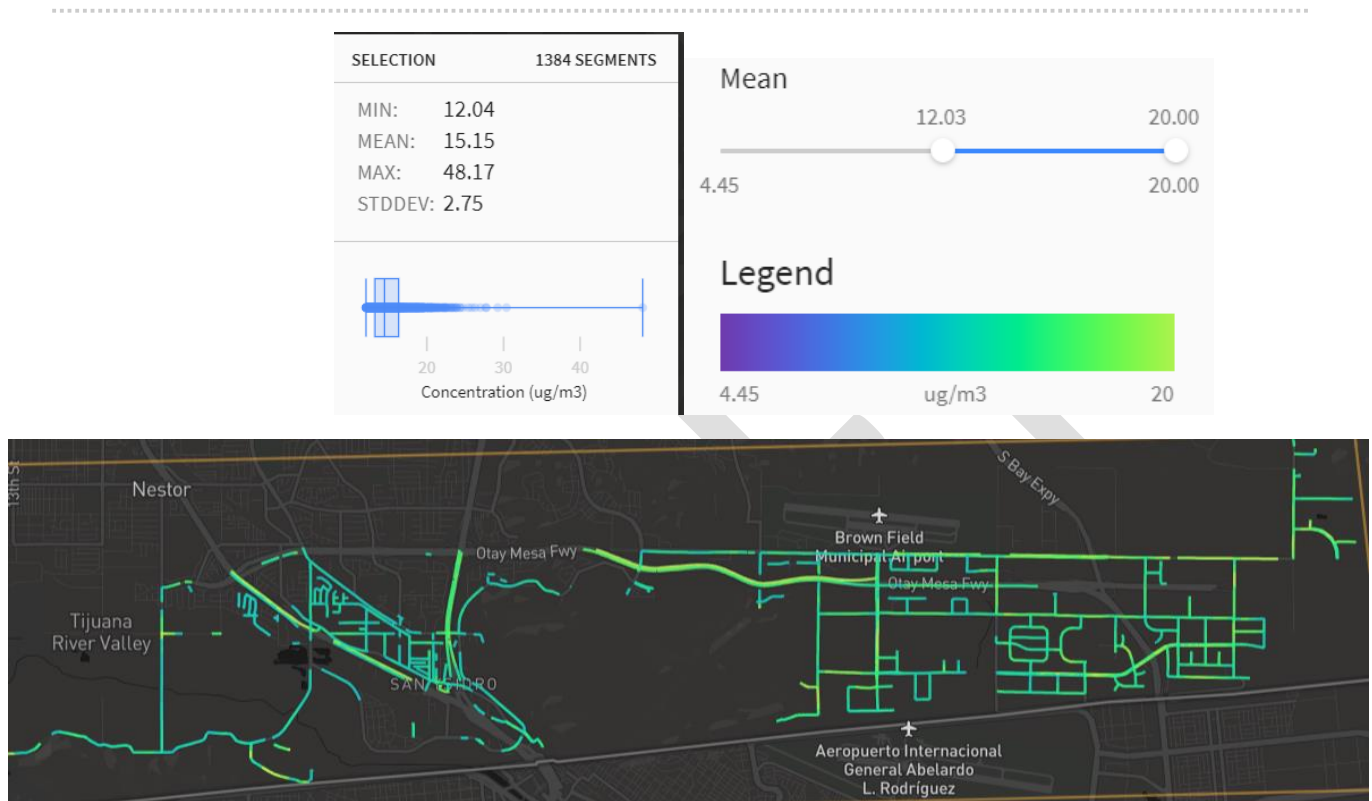 SELECTION 1384 SEGMENTS
MIN: 12.04
MEAN: 15.15
MAX: 48.17
STDDEV: 2.75
20 30 40
Concentration (ug/m3)
Mean
12.03 20.00
4.45 20.00
Legend
4.45 ug/m3 20
13th St
Nestor
S Bay Expy
Otay Mesa Fwy
Brown Field
Municipal Airport
Otay Mesa Fwy
Tijuana
River Valley
SAN YSIDRO
Aeropuerto Internacional
General Abelardo
L. Rodríguez